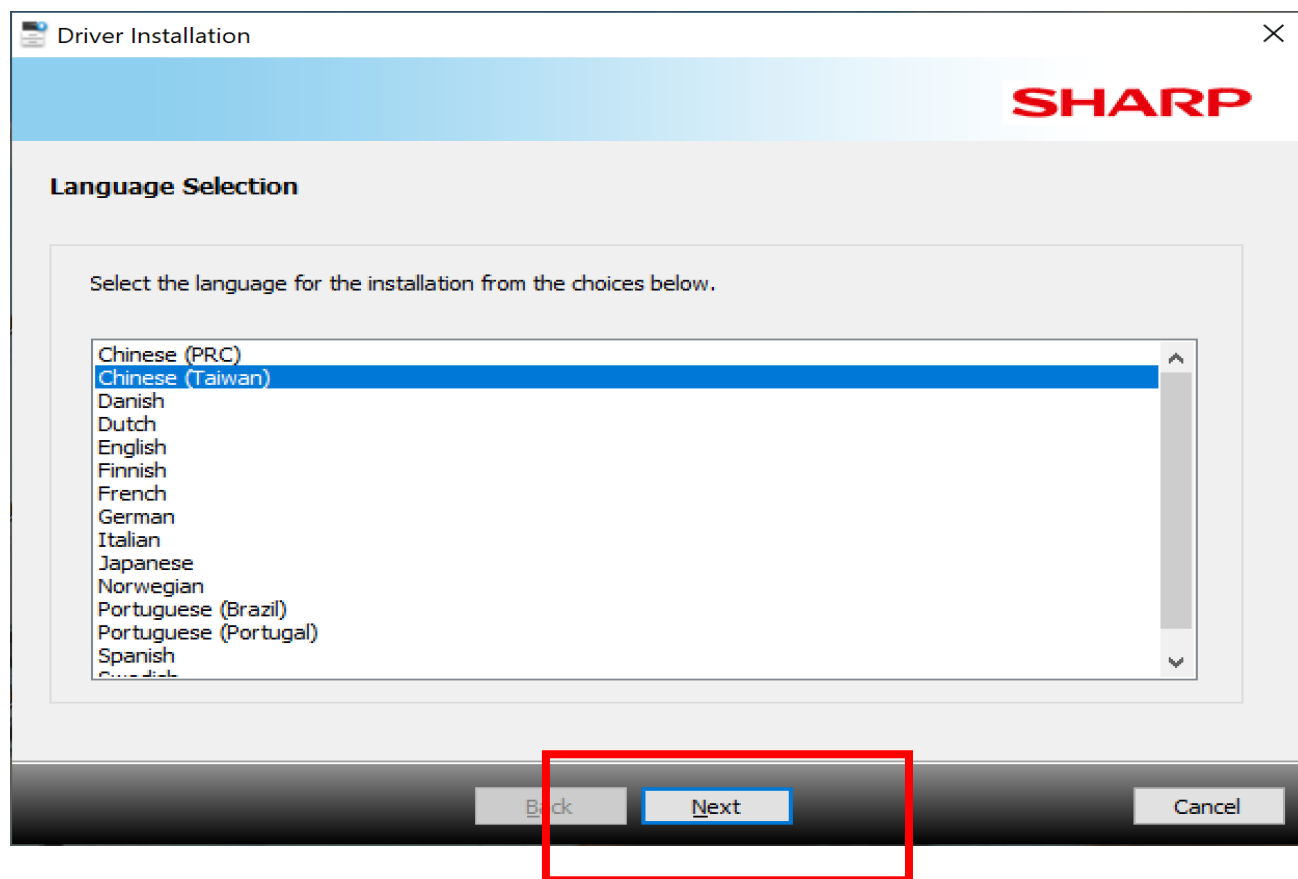 Driver Installation
SHARP
Language Selection
Select the language for the installation from the choices below.
Chinese (PRC)
Chinese (Taiwan)
Danish
Dutch
English
Finnish
French
German
Italian
Japanese
Norwegian
Portuguese (Brazil)
Portuguese (Portugal)
Spanish
Swedish
Back Next Cancel